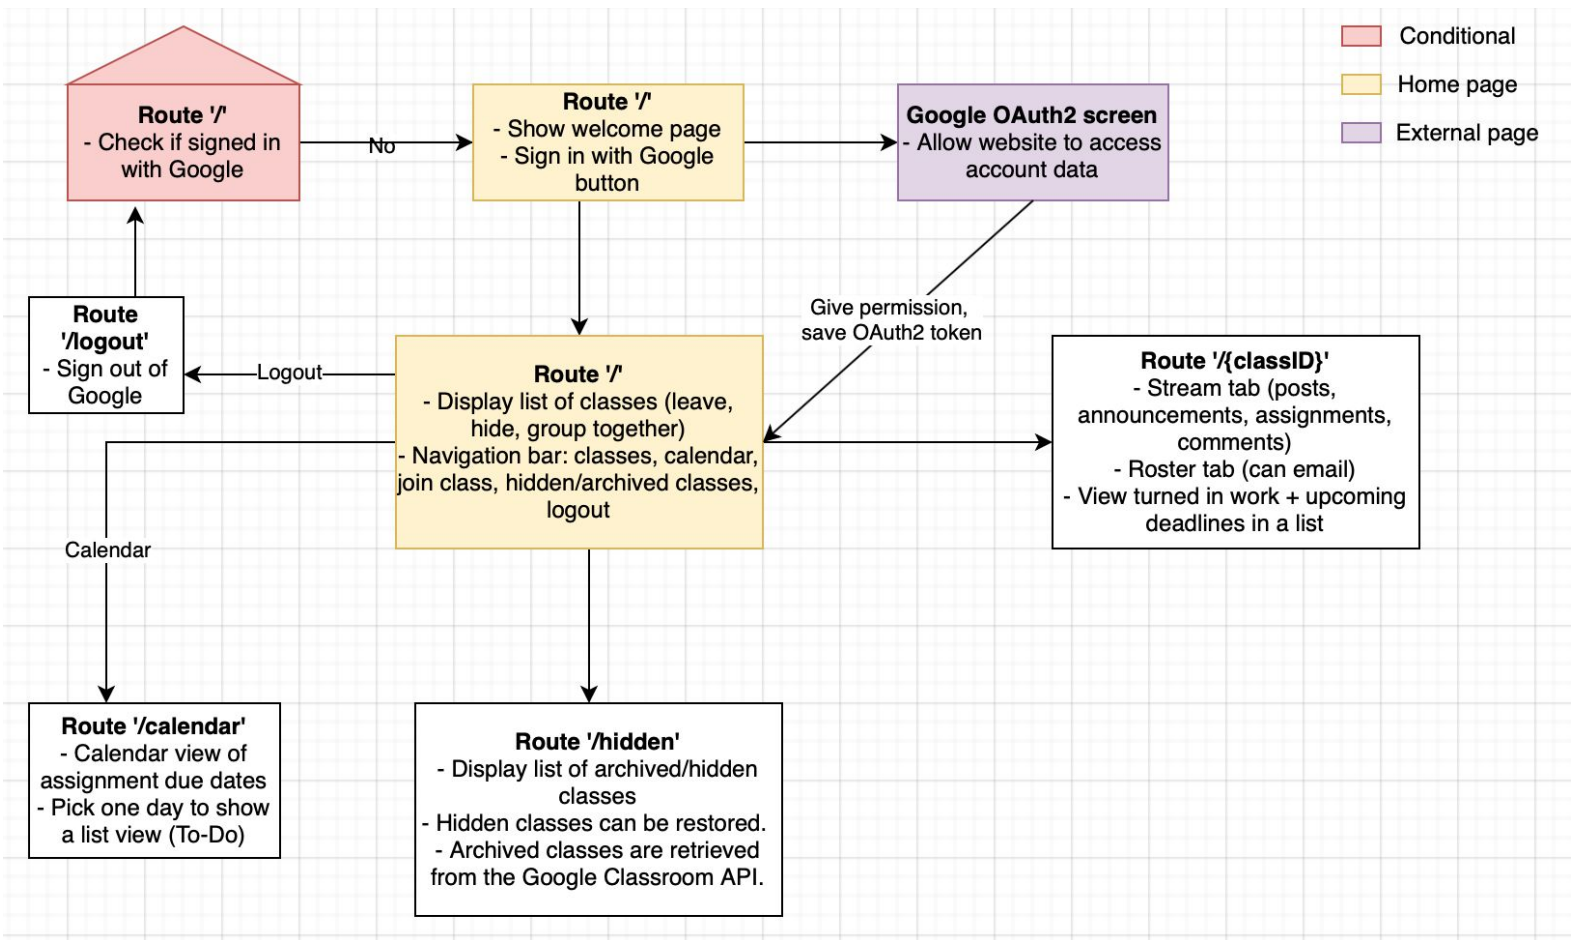 Conditional
Home page
External page
Route '/'
- Check if signed in
with Google
No
Route '/'
- Show welcome page
- Sign in with Google
button
Google OAuth2 screen
- Allow website to access
account data
Route
'/logout'
- Sign out of
Google
Logout
Route '/'
- Display list of classes (leave,
hide, group together)
- Navigation bar: classes, calendar,
join class, hidden/archived classes,
logout
Give permission,
save OAuth2 token
Route '/{classID}'
- Stream tab (posts,
announcements, assignments,
comments)
- Roster tab (can email)
- View turned in work + upcoming
deadlines in a list
Calendar
Route '/calendar'
- Calendar view of
assignment due dates
- Pick one day to show
a list view (To-Do)
Route '/hidden'
- Display list of archived/hidden
classes
- Hidden classes can be restored.
- Archived classes are retrieved
from the Google Classroom API.